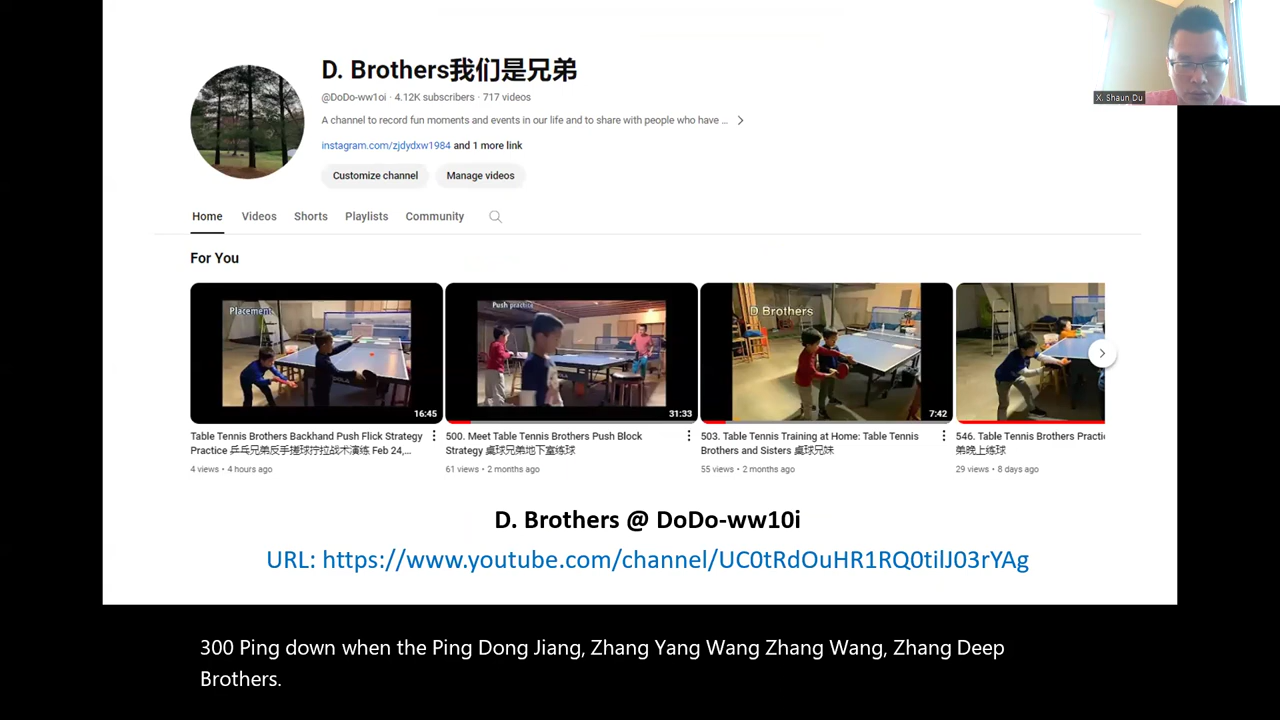 D. Brothers我们是兄弟
X. Shaun Du
@DoDo-ww1oi · 4.12K subscribers · 717 videos
A channel to record fun moments and events in our life and to share with people who have ...
instagram.com/zjdydxw1984 and 1 more link
Customize channel Manage videos
Home Videos Shorts Playlists Community
For You
Placement Push practice D Brothers
16:45 31:33 7:42
Table Tennis Brothers Backhand Push Flick Strategy
Practice 乒乓兄弟反手搓球拧拉战术演练 Feb 24,...
4 views · 4 hours ago
500. Meet Table Tennis Brothers Push Block
Strategy 桌球兄弟地下室练球
61 views · 2 months ago
503. Table Tennis Training at Home: Table Tennis
Brothers and Sisters 桌球兄妹
55 views · 2 months ago
546. Table Tennis Brothers Practic
弟晚上练球
29 views · 8 days ago
D. Brothers @ DoDo-ww10i
URL: https://www.youtube.com/channel/UC0tRdOuHR1RQ0tilJ03rYAg
300 Ping down when the Ping Dong Jiang, Zhang Yang Wang Zhang Wang, Zhang Deep
Brothers.